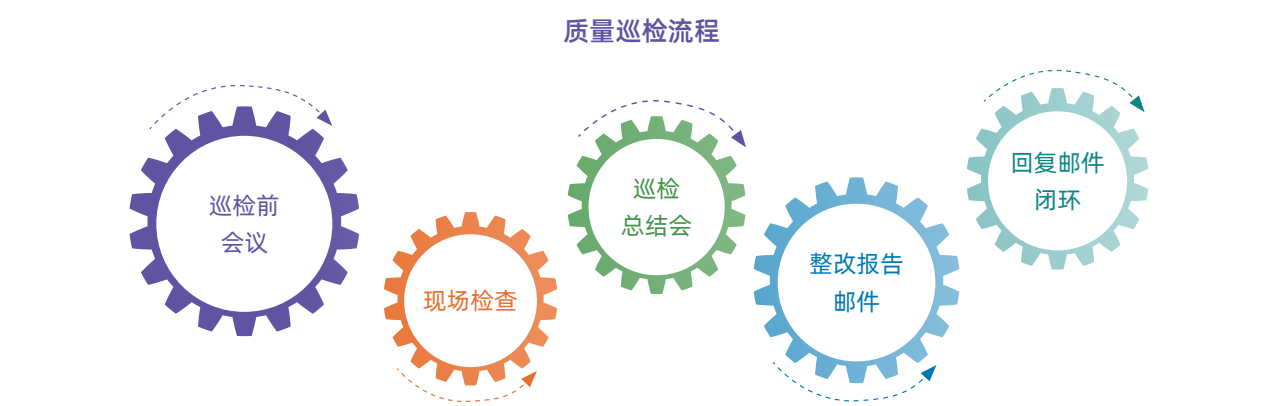 质量巡检流程
巡检前
会议
现场检查
巡检
总结会
整改报告
邮件
回复邮件
闭环